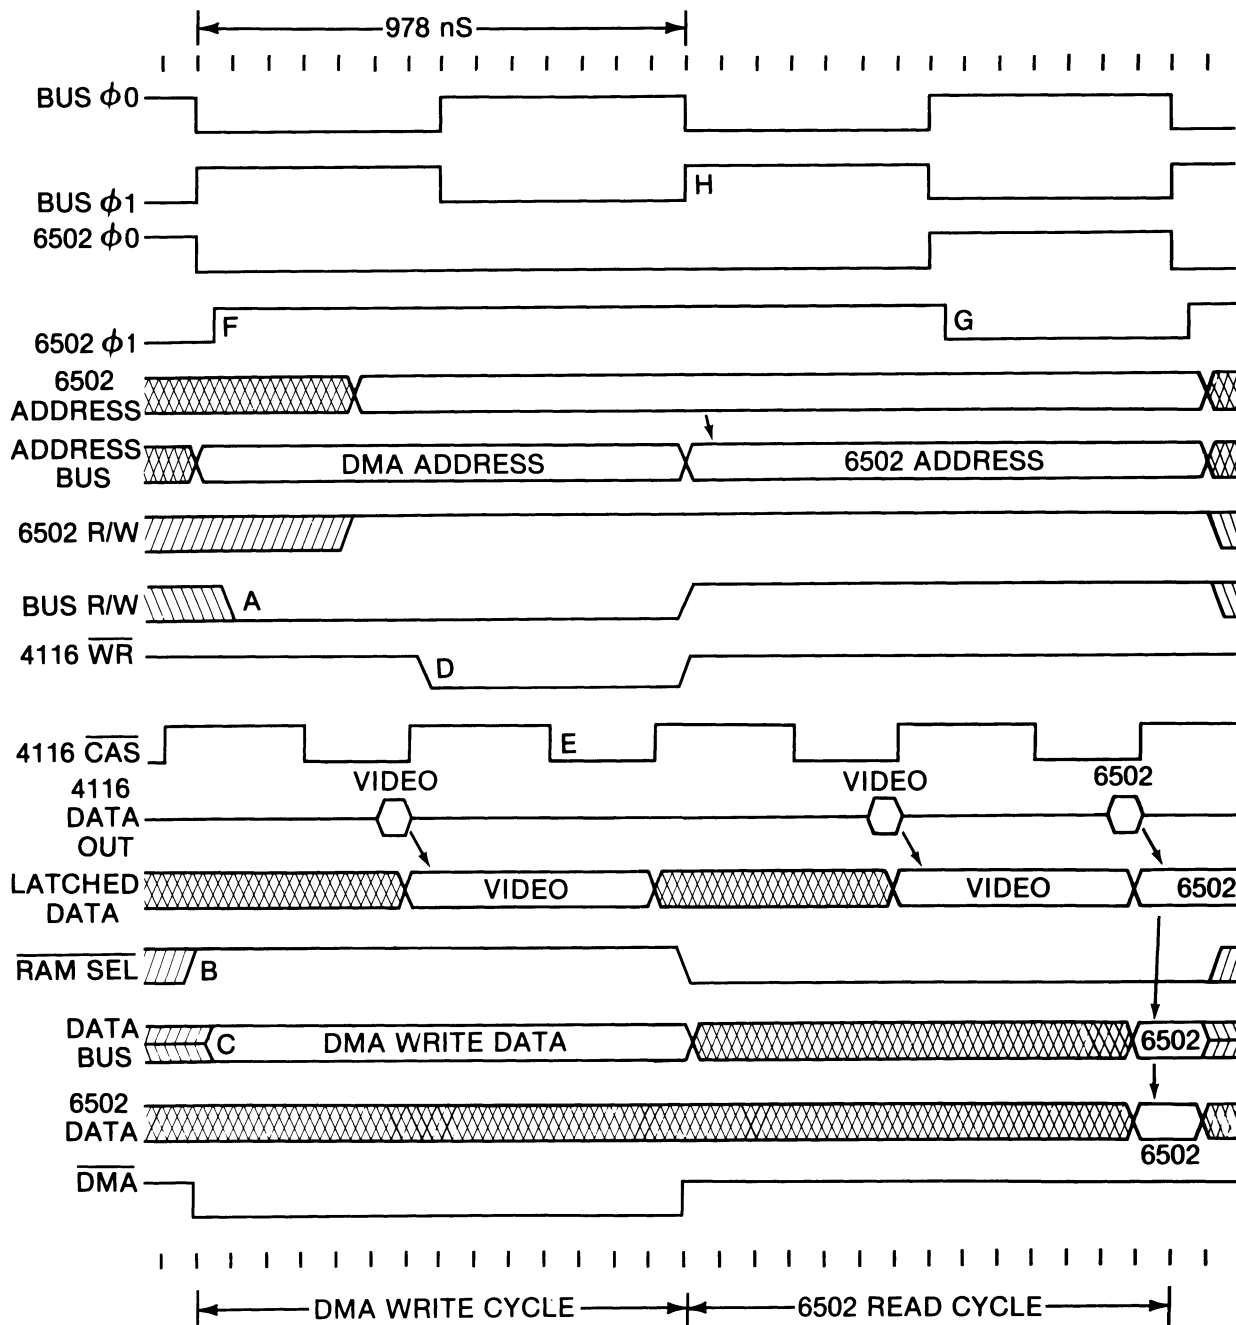 978 nS
BUS ϕ0
BUS ϕ1
H
6502 ϕ0
6502 ϕ1
F
G
6502
ADDRESS
ADDRESS
BUS
DMA ADDRESS
6502 ADDRESS
6502 R/W
BUS R/W
A
4116 WR
D
4116 CAS
E
4116
DATA
OUT
VIDEO
VIDEO
6502
LATCHED
DATA
VIDEO
VIDEO
6502
RAM SEL
B
DATA
BUS
C
DMA WRITE DATA
6502
6502
DATA
6502
DMA
DMA WRITE CYCLE
6502 READ CYCLE